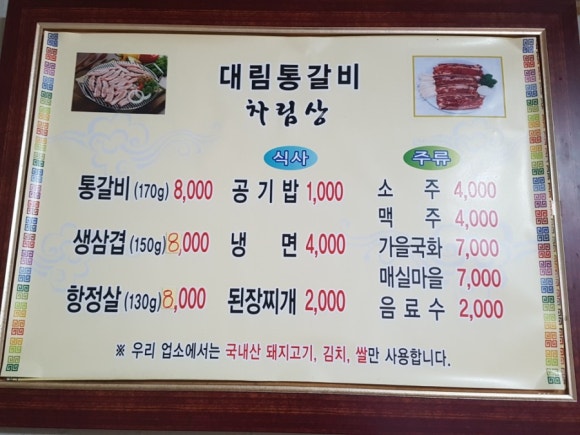 대림통갈비
차림상
식사
주류
통갈비 (170g) 8,000 공기밥 1,000 소주 4,000
맥주 4,000
생삼겹 (150g) 8,000 냉면 4,000 가을국화 7,000
매실마을 7,000
항정살 (130g) 8,000 된장찌개 2,000 음료수 2,000
※ 우리 업소에서는 국내산 돼지고기, 김치, 쌀만 사용합니다.